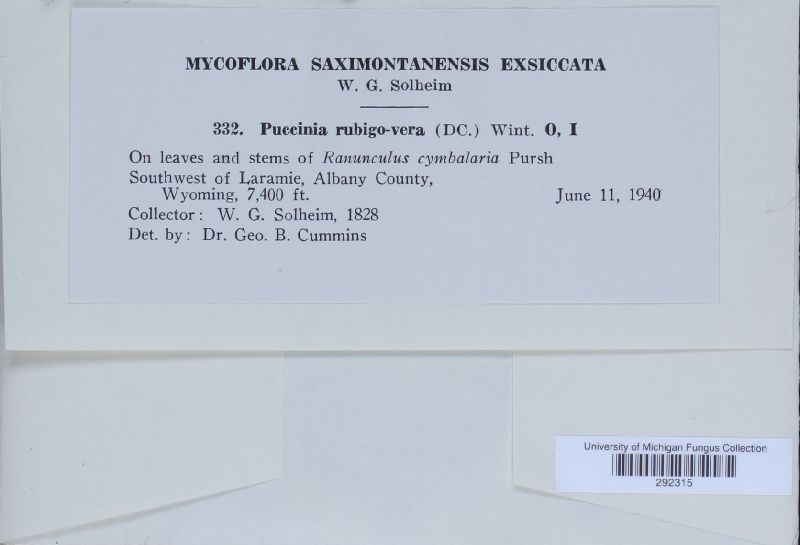 MYCOFLORA SAXIMONTANENSIS EXSICCATA
W. G. Solheim
332. Puccinia rubigo-vera (DC.) Wint. O, I
On leaves and stems of Ranunculus cymbalaria Pursh
Southwest of Laramie, Albany County,
Wyoming, 7,400 ft. June 11, 1940
Collector: W. G. Solheim, 1828
Det. by: Dr. Geo. B. Cummins
University of Michigan Fungus Collection
292315